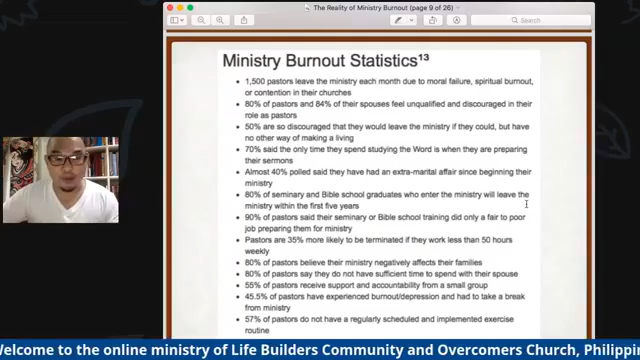 The Reality of Ministry Burnout (page 9 of 26)
Search
Ministry Burnout Statistics¹³
• 1,500 pastors leave the ministry each month due to moral failure, spiritual burnout,
or contention in their churches
• 80% of pastors and 84% of their spouses feel unqualified and discouraged in their
role as pastors
• 50% are so discouraged that they would leave the ministry if they could, but have
no other way of making a living
• 70% said the only time they spend studying the Word is when they are preparing
their sermons
• Almost 40% polled said they have had an extra-marital affair since beginning their
ministry
• 80% of seminary and Bible school graduates who enter the ministry will leave the
ministry within the first five years
• 90% of pastors said their seminary or Bible school training did only a fair to poor
job preparing them for ministry
• Pastors are 35% more likely to be terminated if they work less than 50 hours
weekly
• 80% of pastors believe their ministry negatively affects their families
• 80% of pastors say they do not have sufficient time to spend with their spouse
• 55% of pastors receive support and accountability from a small group
• 45.5% of pastors have experienced burnout/depression and had to take a break
from ministry
• 57% of pastors do not have a regularly scheduled and implemented exercise
routine
Welcome to the online ministry of Life Builders Community and Overcomers Church, Philippin